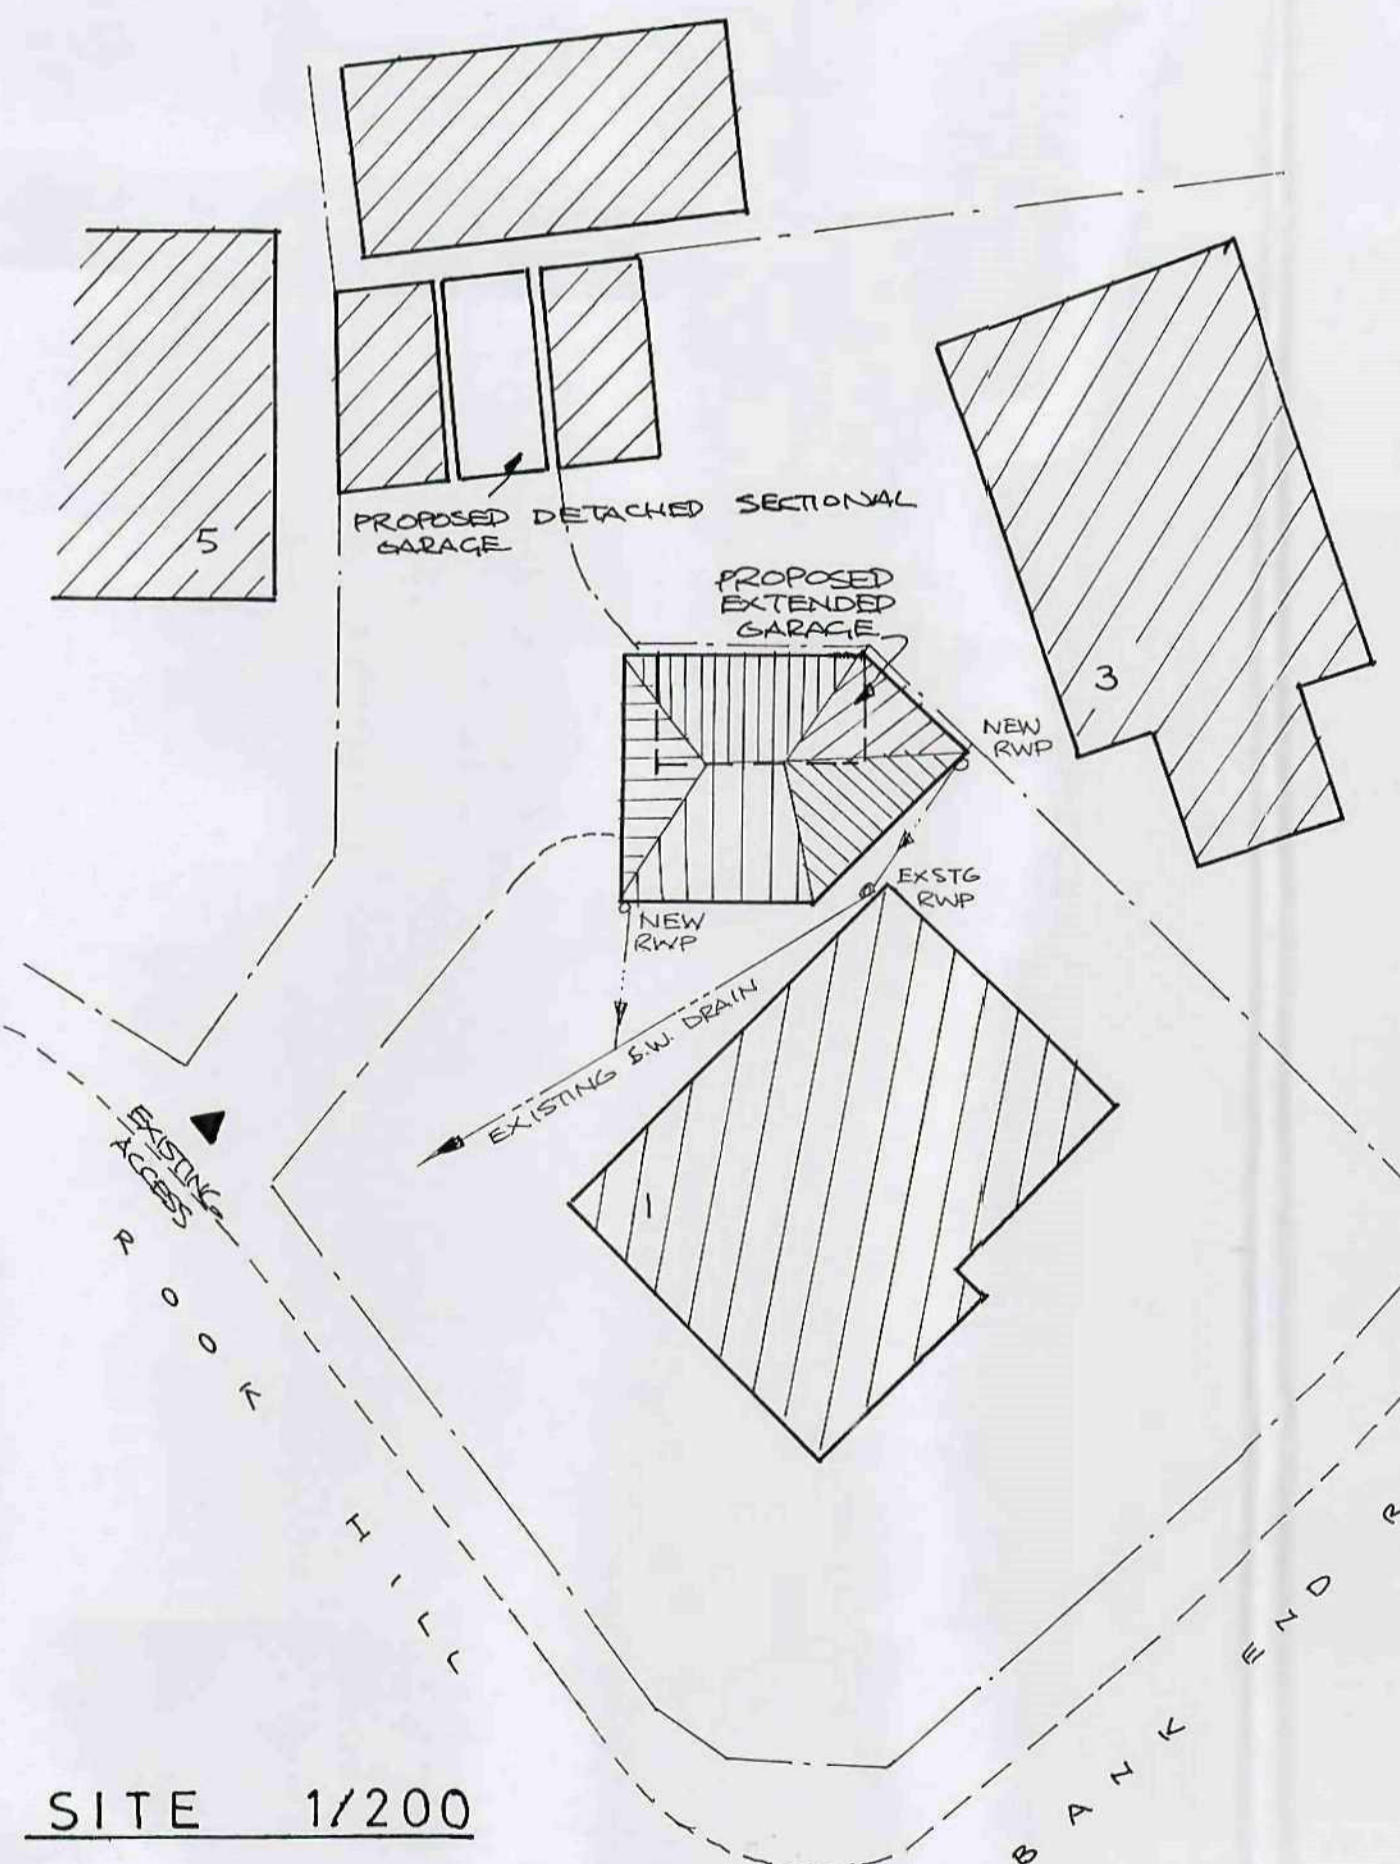 5
PROPOSED DETACHED SECTIONAL
GARAGE
PROPOSED
EXTENDED
GARAGE
3
NEW
RWP
EXSTG
RWP
NEW
RWP
EXISTING S.W. DRAIN
EXISTING
ACCESS
1
ROOK HILL
BANK END R
SITE 1/200